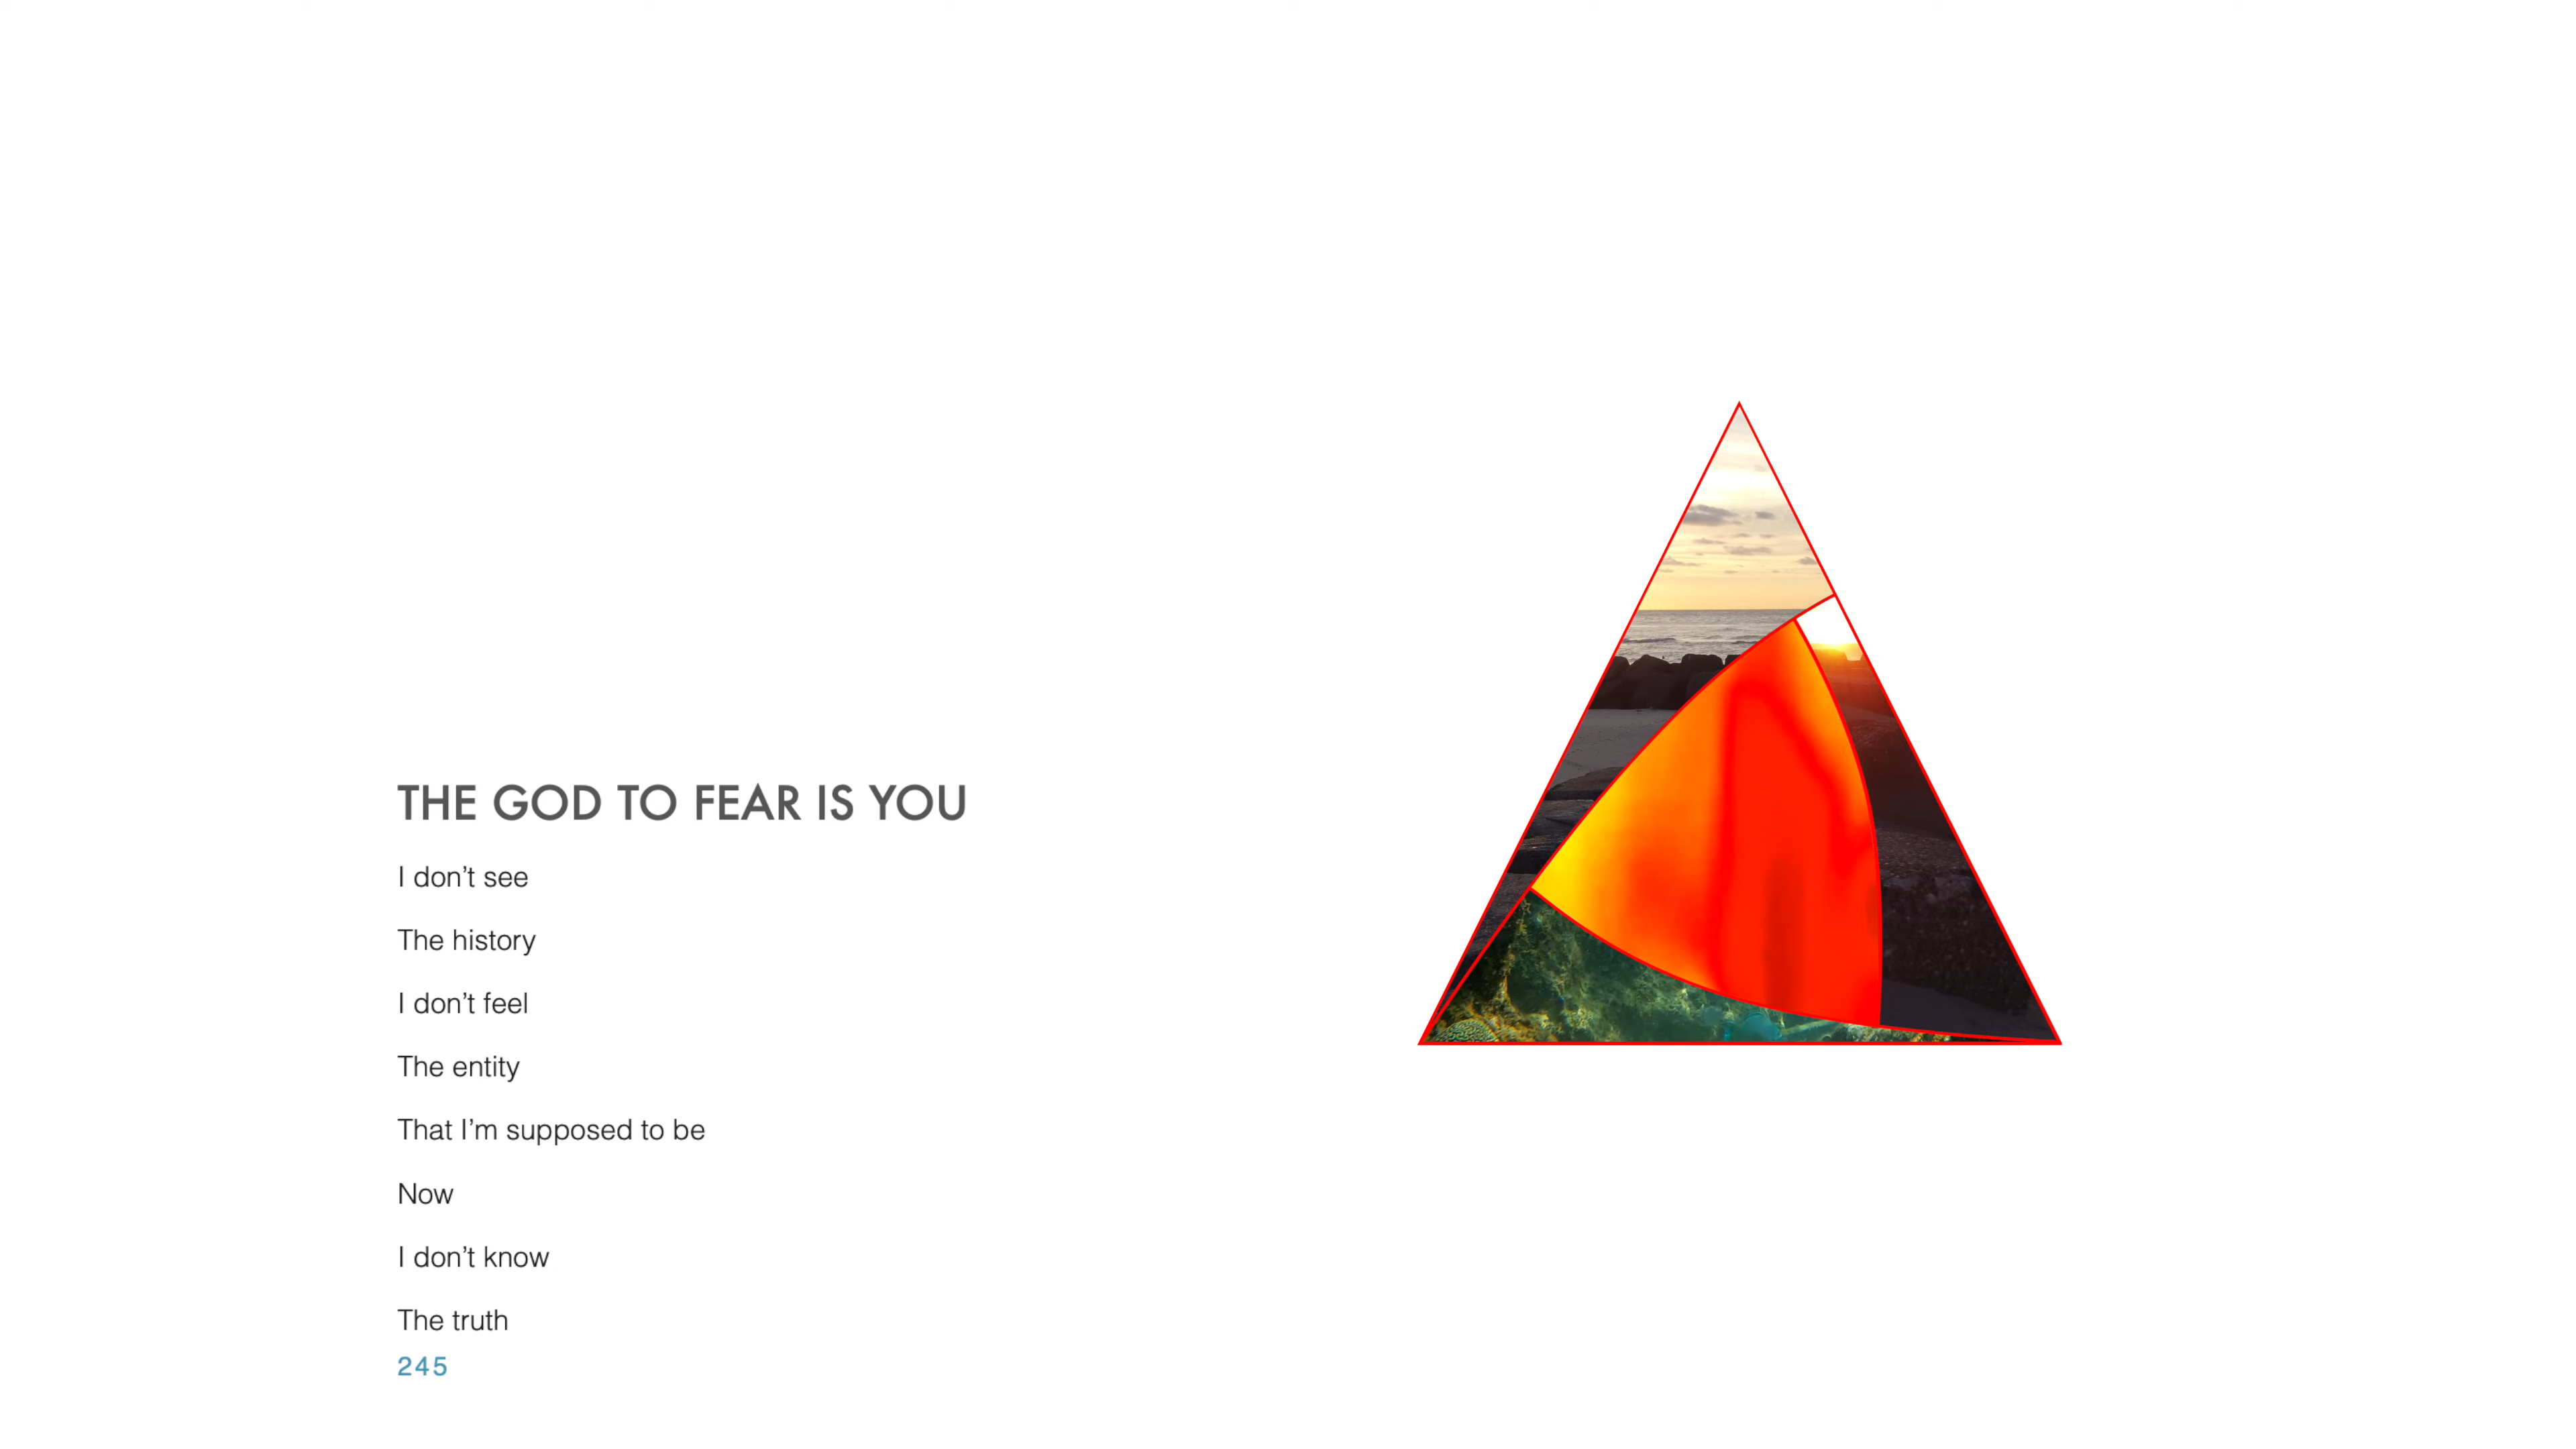 THE GOD TO FEAR IS YOU
I don’t see
The history
I don’t feel
The entity
That I’m supposed to be
Now
I don’t know
The truth
245